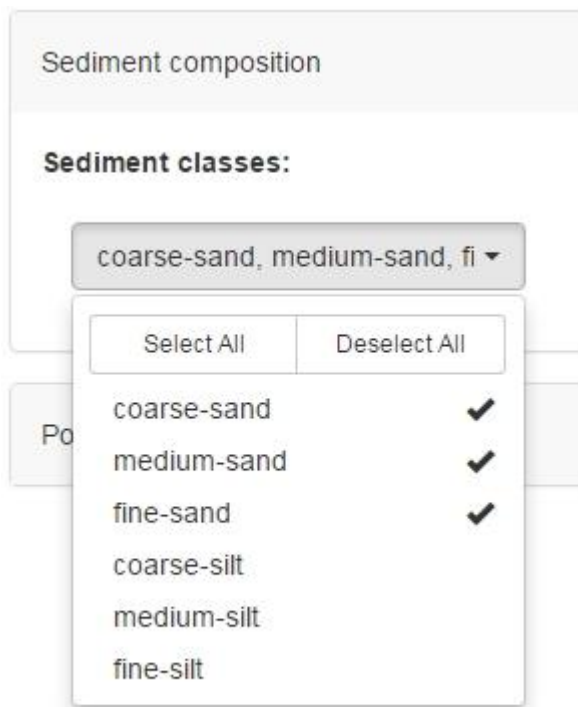 Sediment composition
Sediment classes:
coarse-sand, medium-sand, fi
Select All Deselect All
coarse-sand
Po
medium-sand
fine-sand
coarse-silt
medium-silt
fine-silt